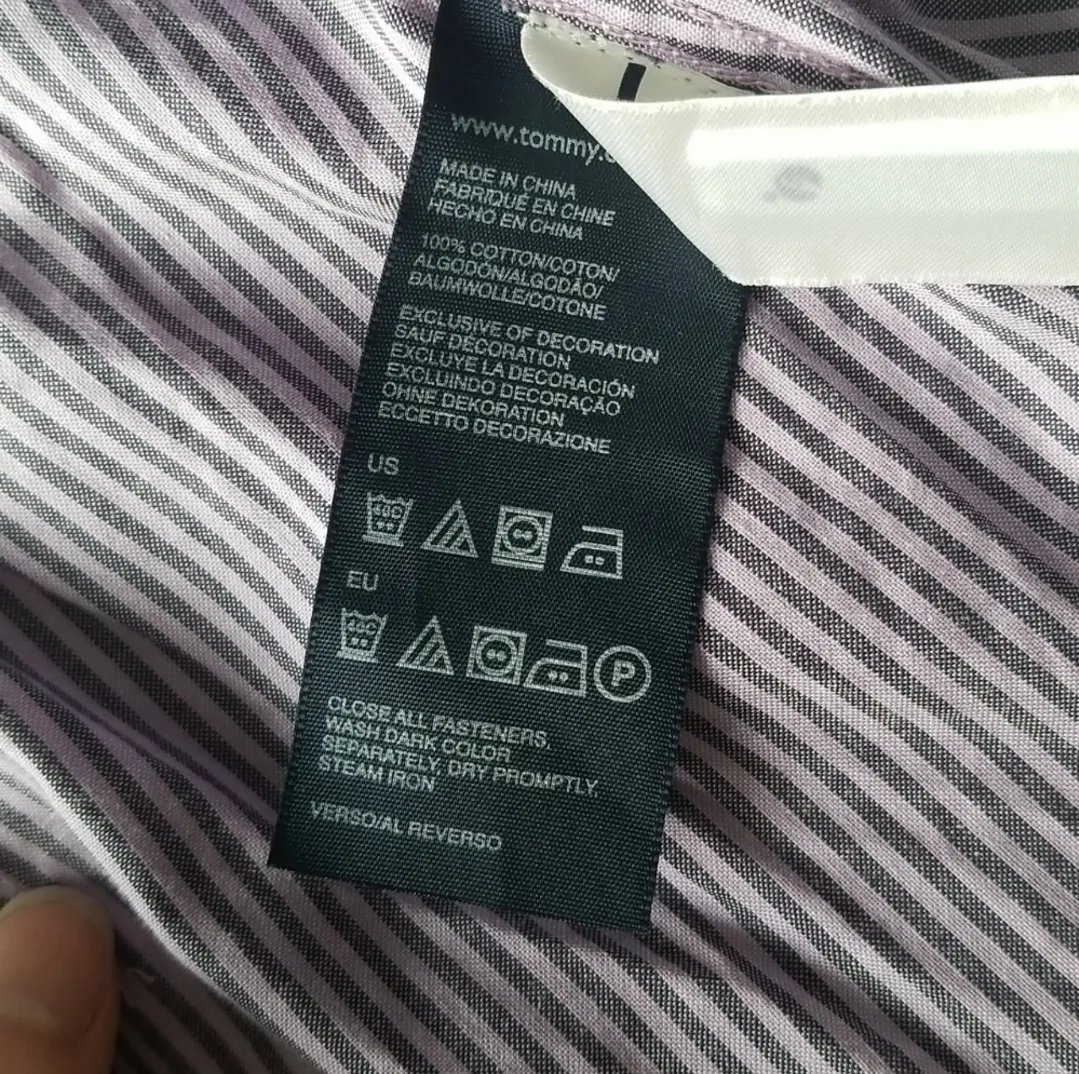 www.tommy.
MADE IN CHINA
FABRIQUÉ EN CHINE
HECHO EN CHINA
100% COTTON/COTON/
ALGODÓN/ALGODÃO/
BAUMWOLLE/COTONE
EXCLUSIVE OF DECORATION
SAUF DÉCORATION
EXCLUYE LA DECORACIÓN
EXCLUINDO DECORAÇÃO
OHNE DEKORATION
ECCETTO DECORAZIONE
US
40C
EU
40C
P
CLOSE ALL FASTENERS,
WASH DARK COLOR
SEPARATELY, DRY PROMPTLY
STEAM IRON
VERSO/AL REVERSO